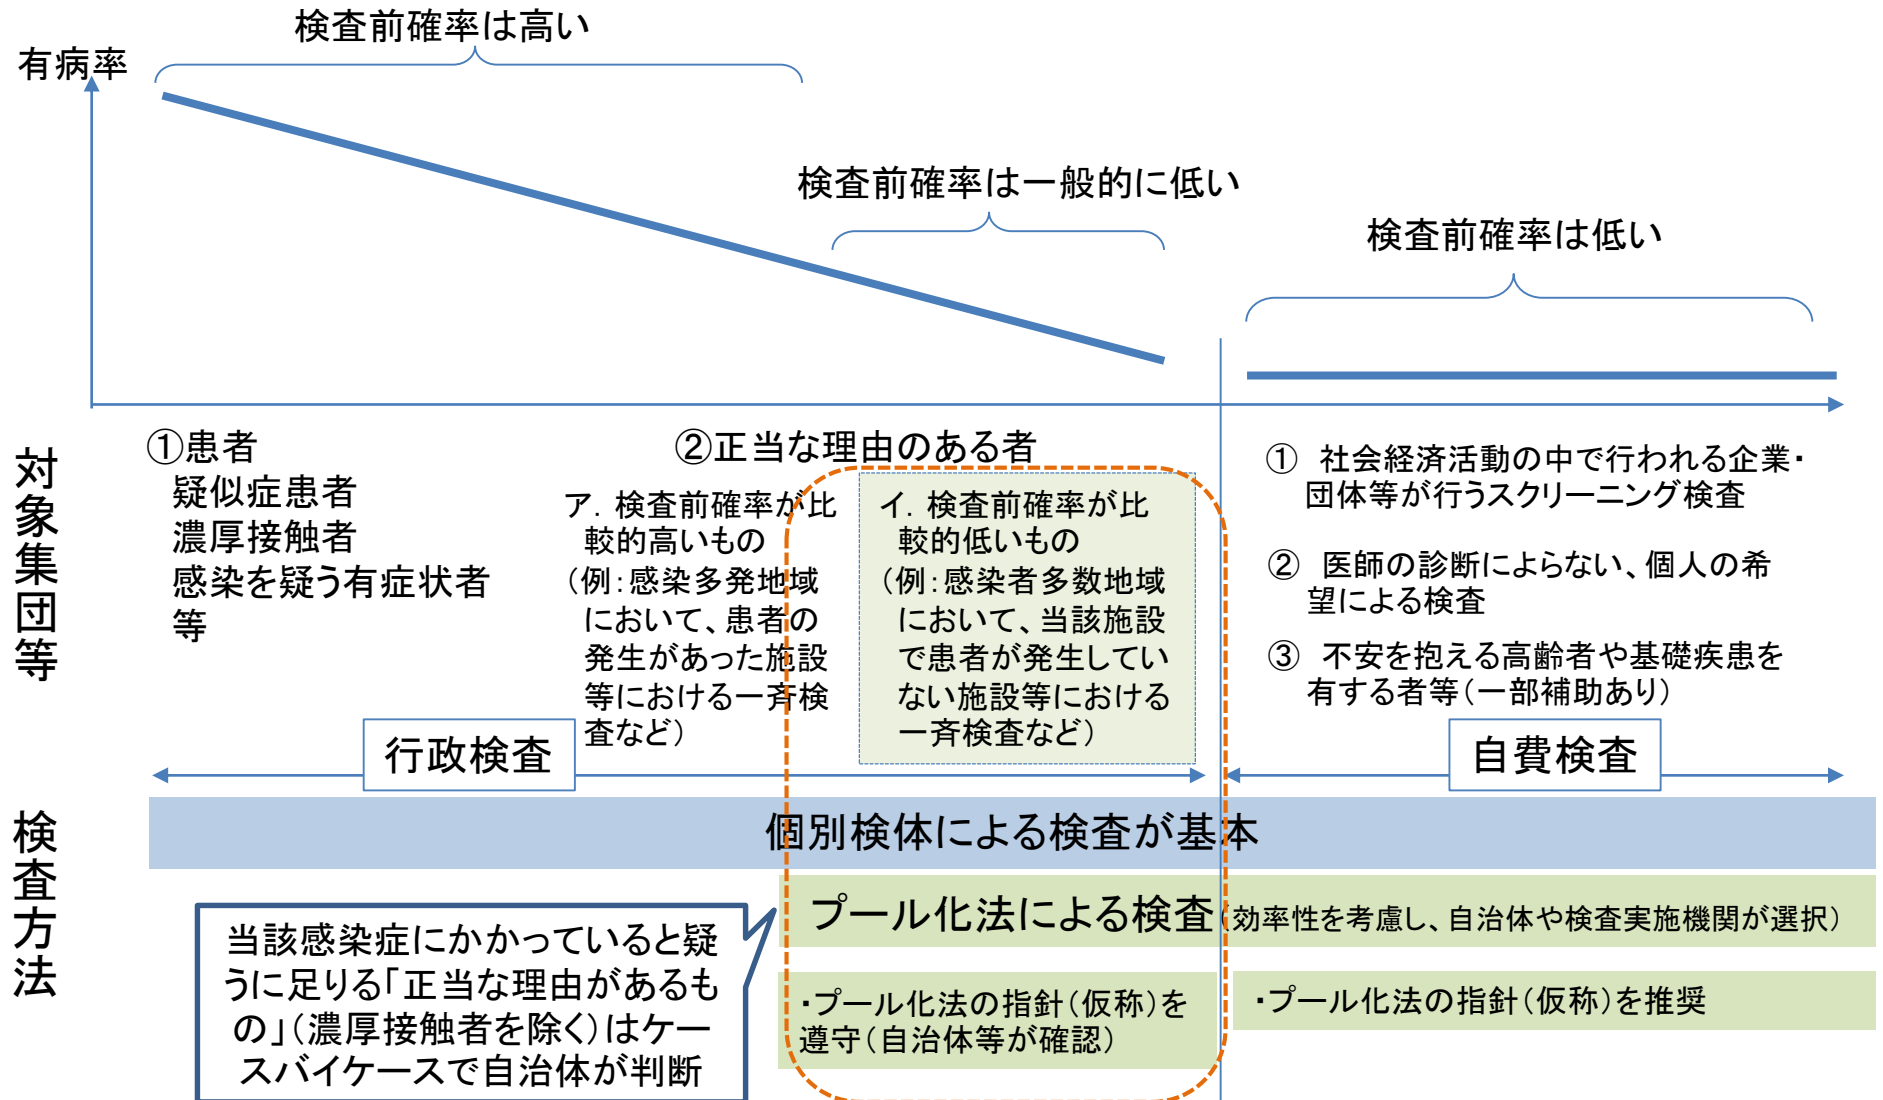 検査前確率は高い
有病率
検査前確率は一般的に低い
検査前確率は低い
対象集団等
①患者
疑似症患者
濃厚接触者
感染を疑う有症状者
等
②正当な理由のある者
ア．検査前確率が比
較的高いもの
（例：感染多発地域
において、患者の
発生があった施設
等における一斉検
査など）
イ．検査前確率が比
較的低いもの
（例：感染者多数地域
において、当該施設
で患者が発生してい
ない施設等における
一斉検査など）
① 社会経済活動の中で行われる企業・
団体等が行うスクリーニング検査
② 医師の診断によらない、個人の希
望による検査
③ 不安を抱える高齢者や基礎疾患を
有する者等（一部補助あり）
行政検査
自費検査
検査方法
個別検体による検査が基本
プール化法による検査（効率性を考慮し、自治体や検査実施機関が選択）
当該感染症にかかっていると疑
うに足りる「正当な理由があるも
の」（濃厚接触者を除く）はケー
スバイケースで自治体が判断
・プール化法の指針（仮称）を
遵守（自治体等が確認）
・プール化法の指針（仮称）を推奨